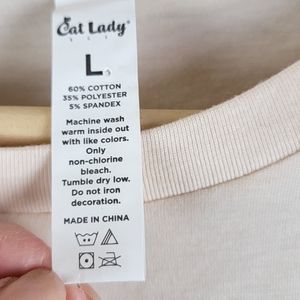 Cat Lady®
L
60% COTTON
35% POLYESTER
5% SPANDEX
Machine wash
warm inside out
with like colors.
Only
non-chlorine
bleach.
Tumble dry low.
Do not iron
decoration.
MADE IN CHINA